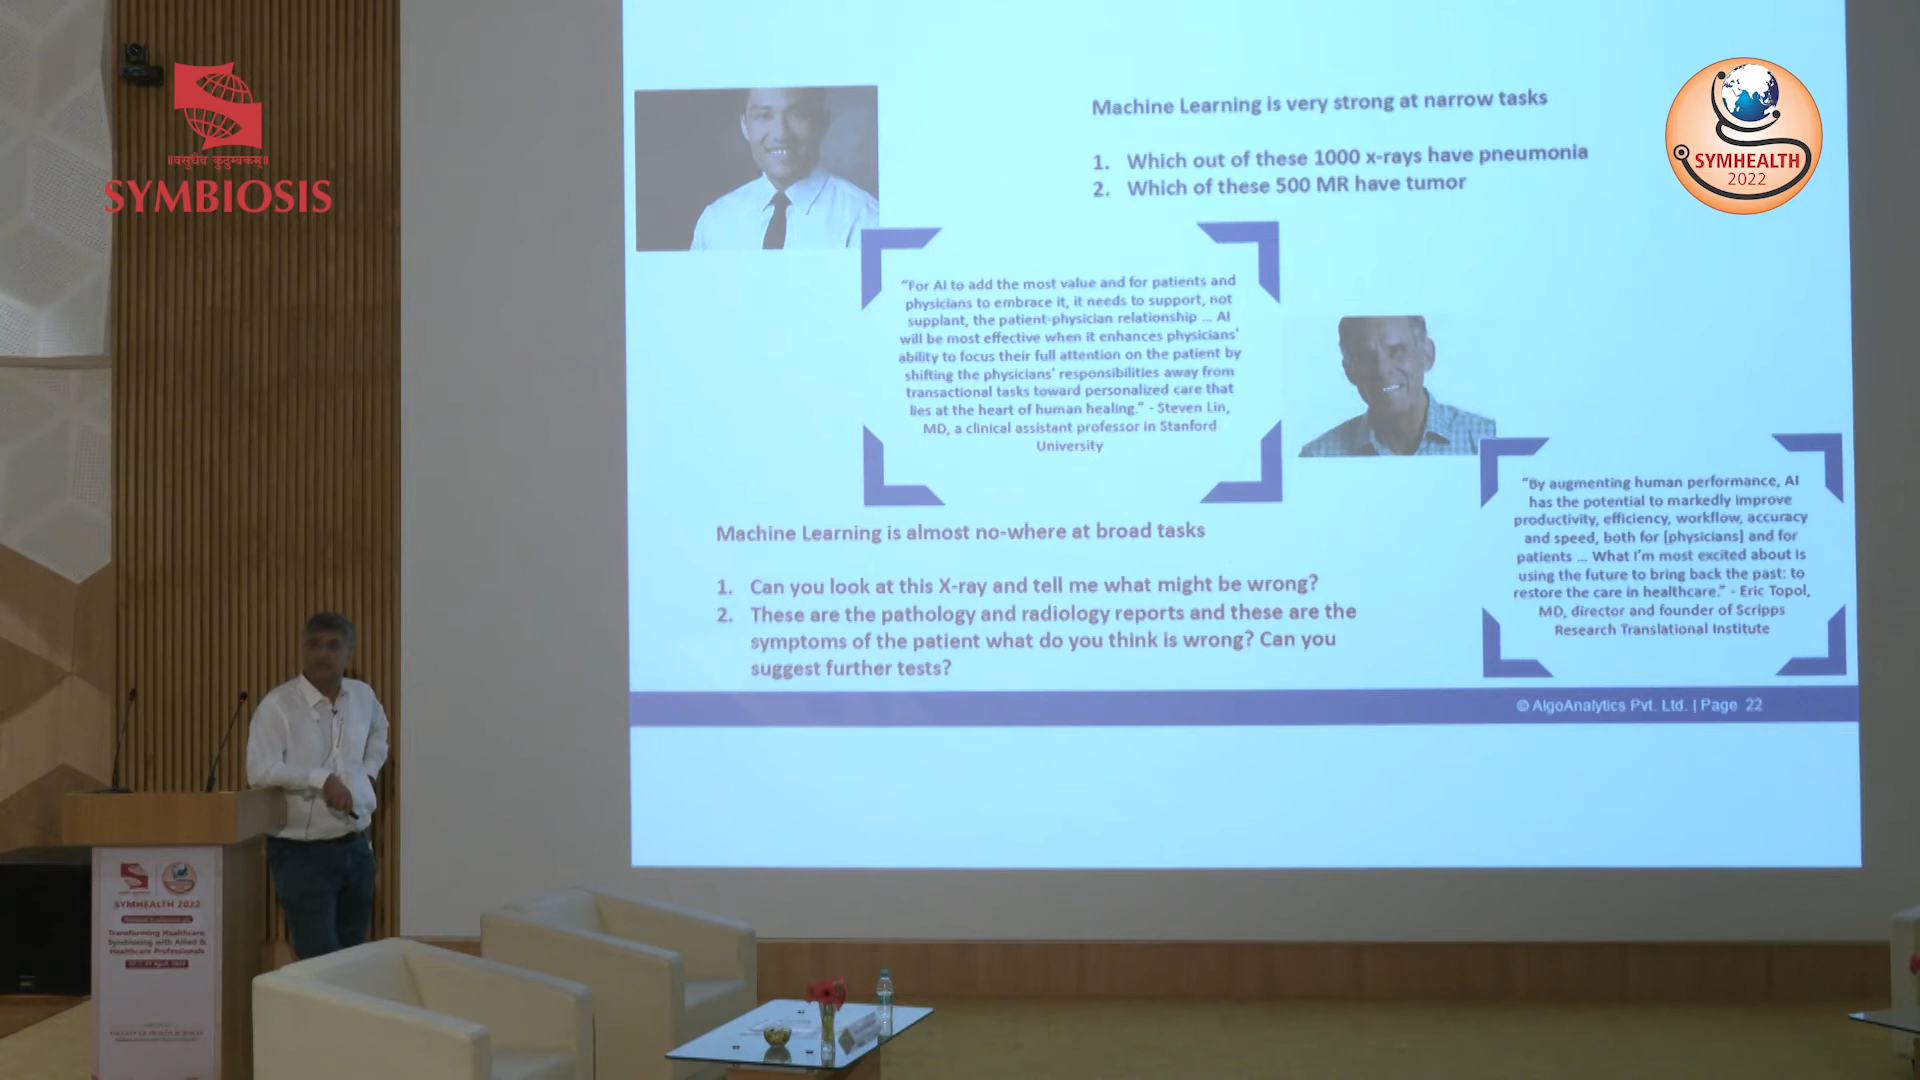 ॥वसुधैव कुटुम्बकम्॥
SYMBIOSIS
SYMHEALTH
2022
Machine Learning is very strong at narrow tasks
1. Which out of these 1000 x-rays have pneumonia
2. Which of these 500 MR have tumor
“For AI to add the most value and for patients and
physicians to embrace it, it needs to support, not
supplant, the patient-physician relationship ... AI
will be most effective when it enhances physicians'
ability to focus their full attention on the patient by
shifting the physicians' responsibilities away from
transactional tasks toward personalized care that
lies at the heart of human healing.” - Steven Lin,
MD, a clinical assistant professor in Stanford
University
“By augmenting human performance, AI
has the potential to markedly improve
productivity, efficiency, workflow, accuracy
and speed, both for [physicians] and for
patients ... What I'm most excited about is
using the future to bring back the past: to
restore the care in healthcare.” - Eric Topol,
MD, director and founder of Scripps
Research Translational Institute
Machine Learning is almost no-where at broad tasks
1. Can you look at this X-ray and tell me what might be wrong?
2. These are the pathology and radiology reports and these are the
symptoms of the patient what do you think is wrong? Can you
suggest further tests?
© AlgoAnalytics Pvt. Ltd. | Page 22
SYMHEALTH 2022
Transforming Healthcare:
Symbiosing with Allied &
Healthcare Professionals